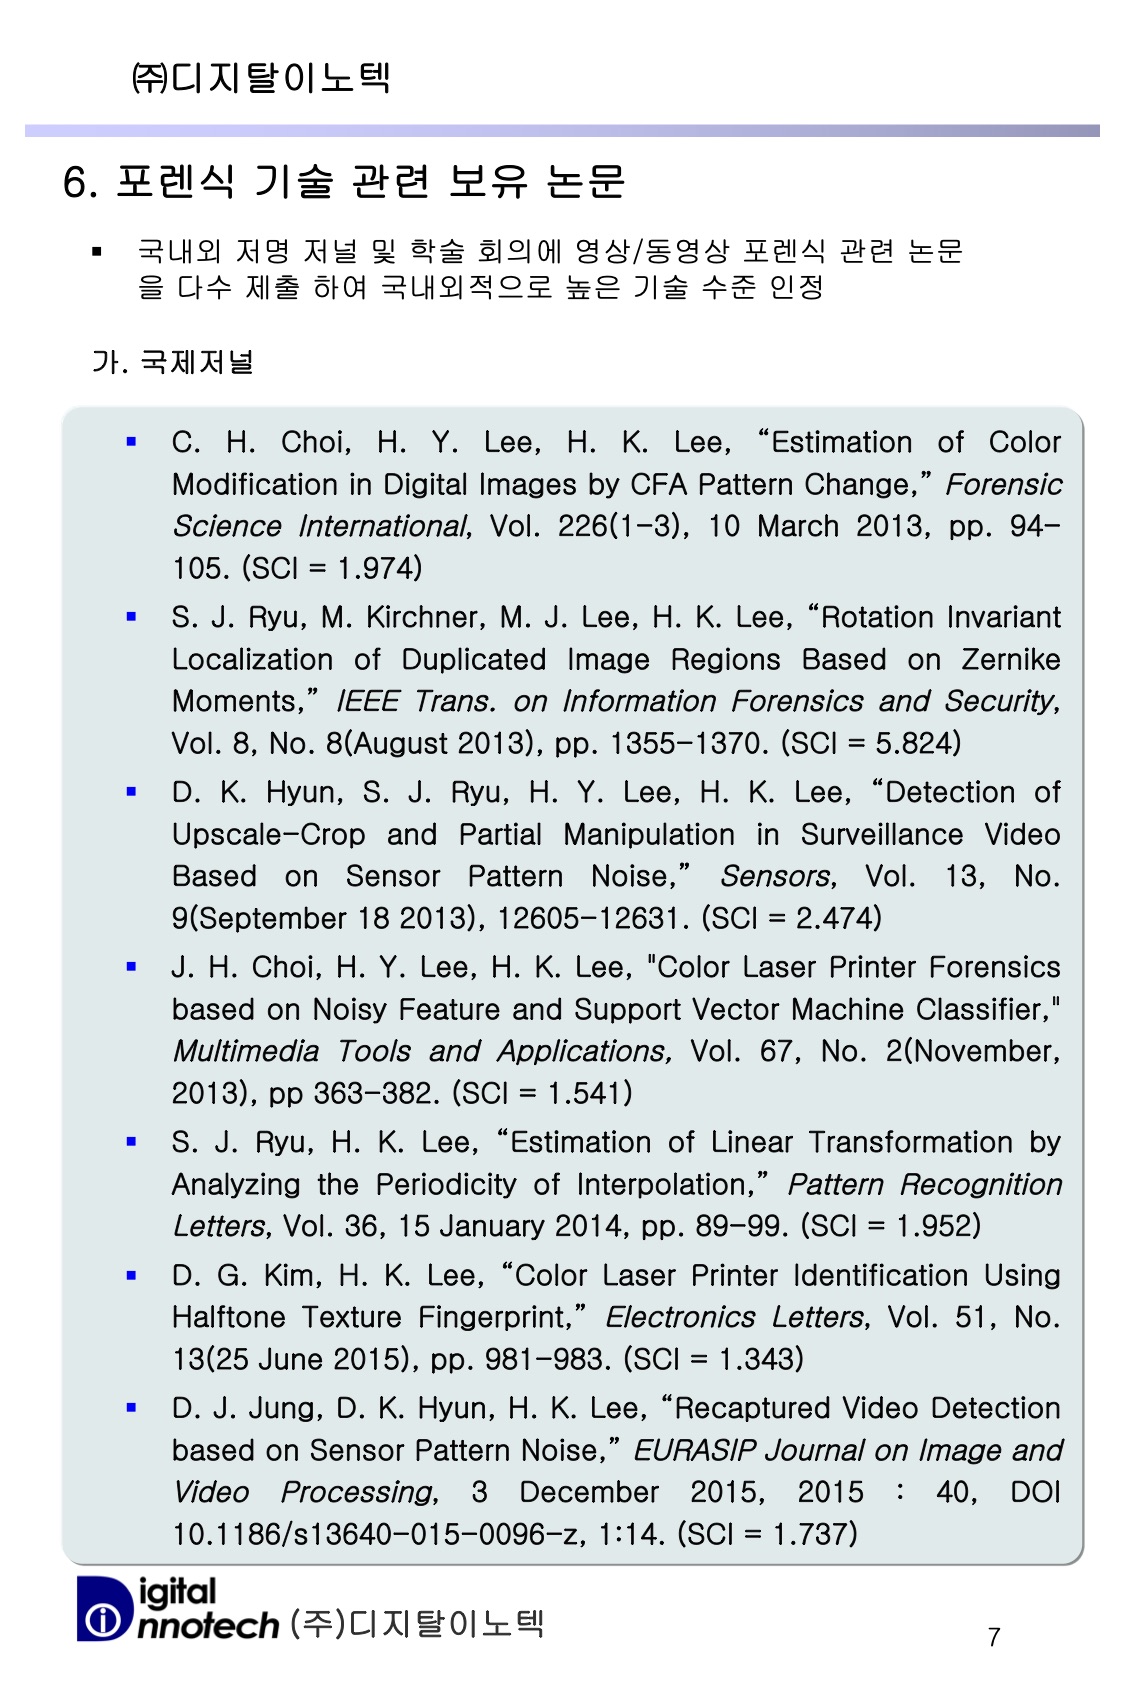 ㈜디지탈이노텍
6. 포렌식 기술 관련 보유 논문
▪ 국내외 저명 저널 및 학술 회의에 영상/동영상 포렌식 관련 논문
을 다수 제출 하여 국내외적으로 높은 기술 수준 인정
가. 국제저널
▪ C. H. Choi, H. Y. Lee, H. K. Lee, “Estimation of Color
Modification in Digital Images by CFA Pattern Change,” Forensic
Science International, Vol. 226(1-3), 10 March 2013, pp. 94-
105. (SCI = 1.974)
▪ S. J. Ryu, M. Kirchner, M. J. Lee, H. K. Lee, “Rotation Invariant
Localization of Duplicated Image Regions Based on Zernike
Moments,” IEEE Trans. on Information Forensics and Security,
Vol. 8, No. 8(August 2013), pp. 1355-1370. (SCI = 5.824)
▪ D. K. Hyun, S. J. Ryu, H. Y. Lee, H. K. Lee, “Detection of
Upscale-Crop and Partial Manipulation in Surveillance Video
Based on Sensor Pattern Noise,” Sensors, Vol. 13, No.
9(September 18 2013), 12605-12631. (SCI = 2.474)
▪ J. H. Choi, H. Y. Lee, H. K. Lee, "Color Laser Printer Forensics
based on Noisy Feature and Support Vector Machine Classifier,"
Multimedia Tools and Applications, Vol. 67, No. 2(November,
2013), pp 363-382. (SCI = 1.541)
▪ S. J. Ryu, H. K. Lee, “Estimation of Linear Transformation by
Analyzing the Periodicity of Interpolation,” Pattern Recognition
Letters, Vol. 36, 15 January 2014, pp. 89-99. (SCI = 1.952)
▪ D. G. Kim, H. K. Lee, “Color Laser Printer Identification Using
Halftone Texture Fingerprint,” Electronics Letters, Vol. 51, No.
13(25 June 2015), pp. 981-983. (SCI = 1.343)
▪ D. J. Jung, D. K. Hyun, H. K. Lee, “Recaptured Video Detection
based on Sensor Pattern Noise,” EURASIP Journal on Image and
Video Processing, 3 December 2015, 2015 : 40, DOI
10.1186/s13640-015-0096-z, 1:14. (SCI = 1.737)
Digital
innotech (주)디지탈이노텍
7